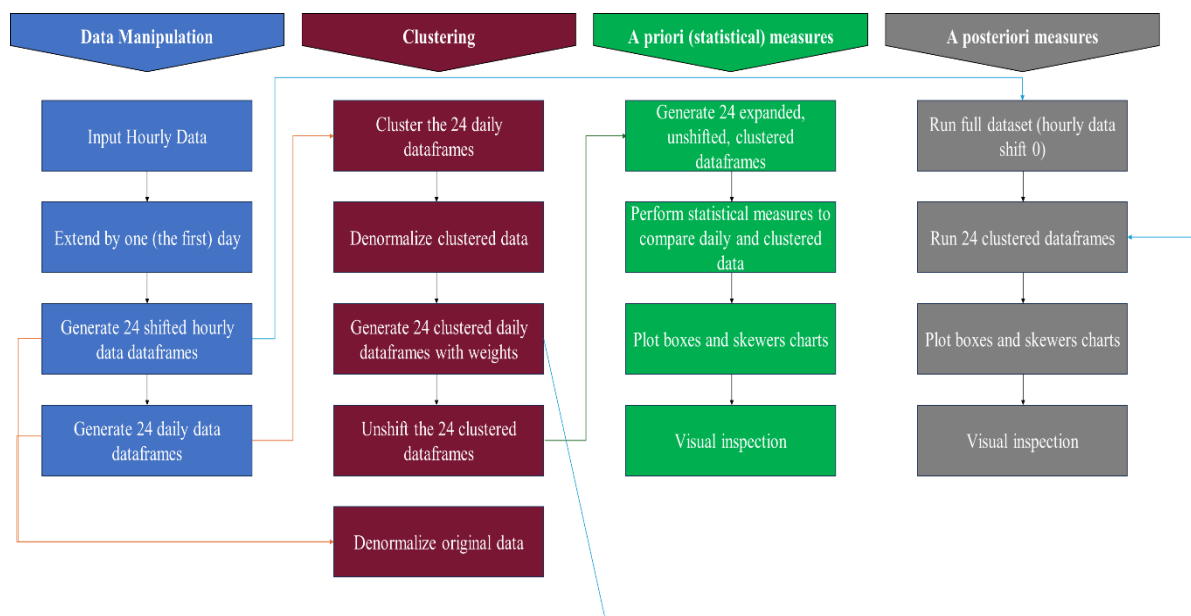 Data Manipulation
Input Hourly Data
Extend by one (the first) day
Generate 24 shifted hourly
data dataframes
Generate 24 daily data
dataframes
Clustering
Cluster the 24 daily
dataframes
Denormalize clustered data
Generate 24 clustered daily
dataframes with weights
Unshift the 24 clustered
dataframes
Denormalize original data
A priori (statistical) measures
Generate 24 expanded,
unshifted, clustered
dataframes
Perform statistical measures to
compare daily and clustered
data
Plot boxes and skewers charts
Visual inspection
A posteriori measures
Run full dataset (hourly data
shift 0)
Run 24 clustered dataframes
Plot boxes and skewers charts
Visual inspection